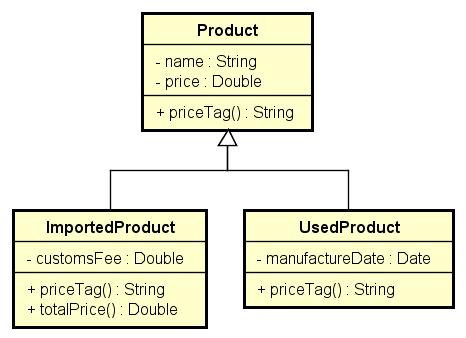 Product
- name : String
- price : Double
+ priceTag() : String
ImportedProduct
- customsFee : Double
+ priceTag() : String
+ totalPrice() : Double
UsedProduct
- manufactureDate : Date
+ priceTag() : String